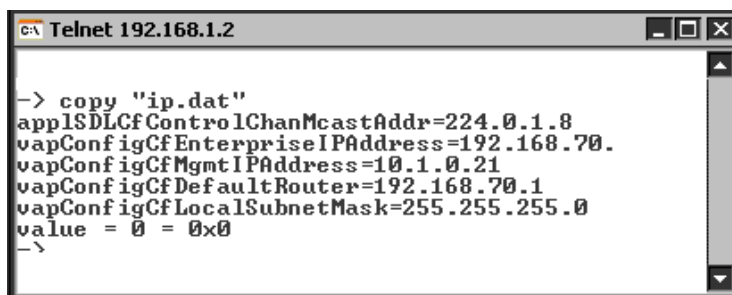 Telnet 192.168.1.2
-> copy "ip.dat"
applSDLCfControlChanMcastAddr=224.0.1.8
vapConfigCfEnterpriseIPAddress=192.168.70.
vapConfigCfMgmtIPAddress=10.1.0.21
vapConfigCfDefaultRouter=192.168.70.1
vapConfigCfLocalSubnetMask=255.255.255.0
value = 0 = 0x0
->